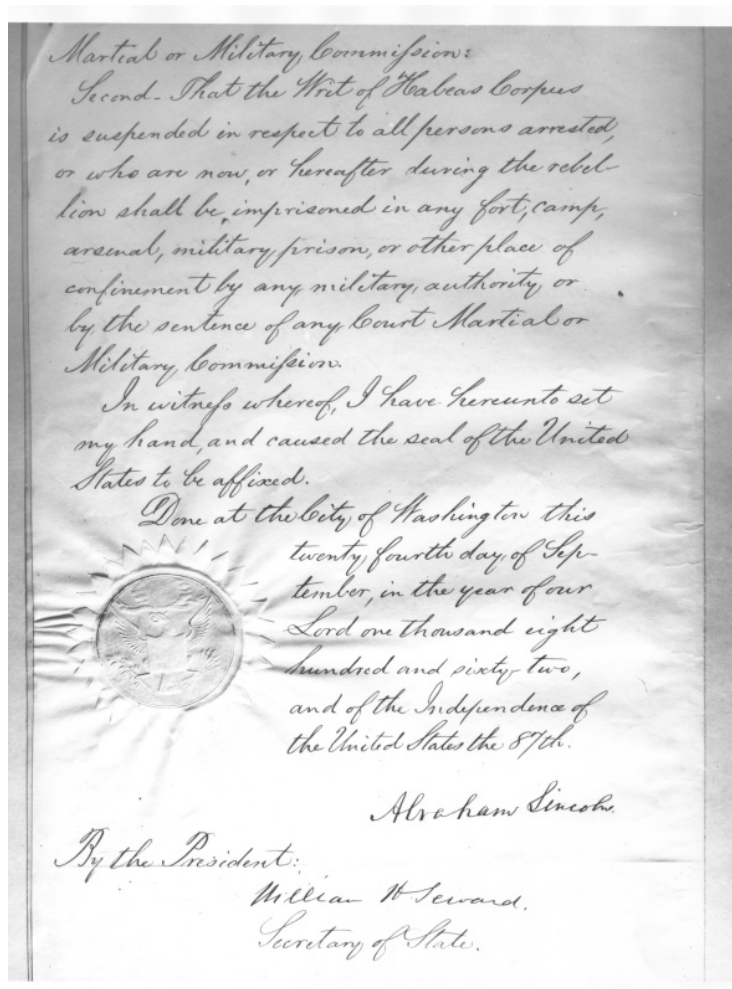 Martial or Military Commission:
Second - That the Writ of Habeas Corpus
is suspended in respect to all persons arrested,
or who are now, or hereafter during the rebel-
lion shall be, imprisoned in any fort, camp,
arsenal, military prison, or other place of
confinement by any military, authority, or
by the sentence of any Court Martial or
Military Commission.
In witness whereof, I have hereunto set
my hand, and caused the seal of the United
States to be affixed.
Done at the City of Washington this
twenty fourth day, of Sep-
tember, in the year of our
Lord one thousand eight
hundred and sixty-two,
and of the Independence of
the United States the 87th.
Abraham Lincoln.
By the President:
William H Seward.
Secretary of State.